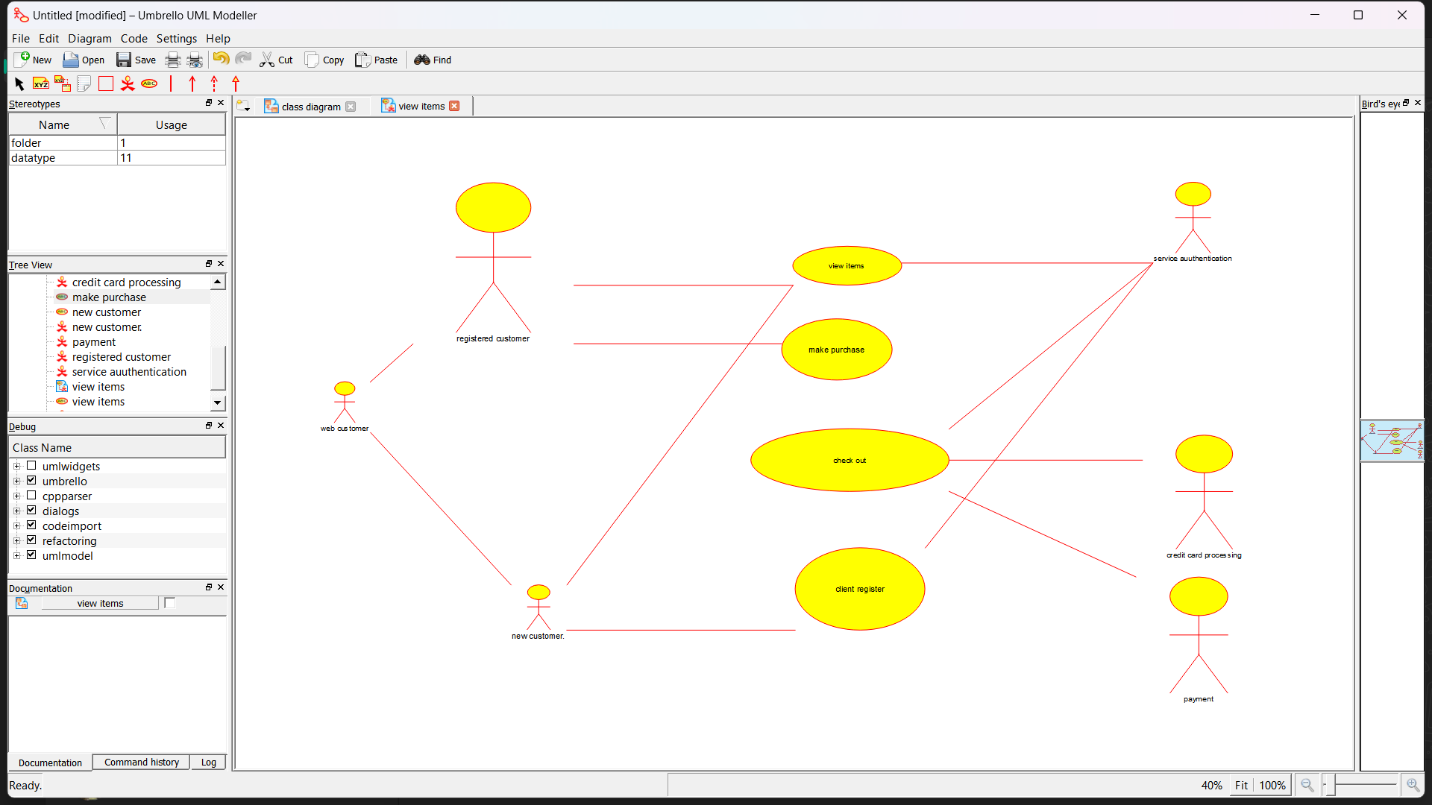 Untitled [modified] – Umbrello UML Modeller
File Edit Diagram Code Settings Help
New Open Save Cut Copy Paste Find
XYZ ABC
Stereotypes
Name Usage
folder 1
datatype 11
Tree View
credit card processing
make purchase
new customer
new customer.
payment
registered customer
service auuthentication
view items
view items
Debug
Class Name
umlwidgets
umbrello
cppparser
dialogs
codeimport
refactoring
umlmodel
Documentation
view items
Documentation Command history Log
Ready.
class diagram view items
Bird's eye
registered customer
web customer
new customer.
view items
make purchase
check out
client register
service auuthentication
credit card processing
payment
40% Fit 100%